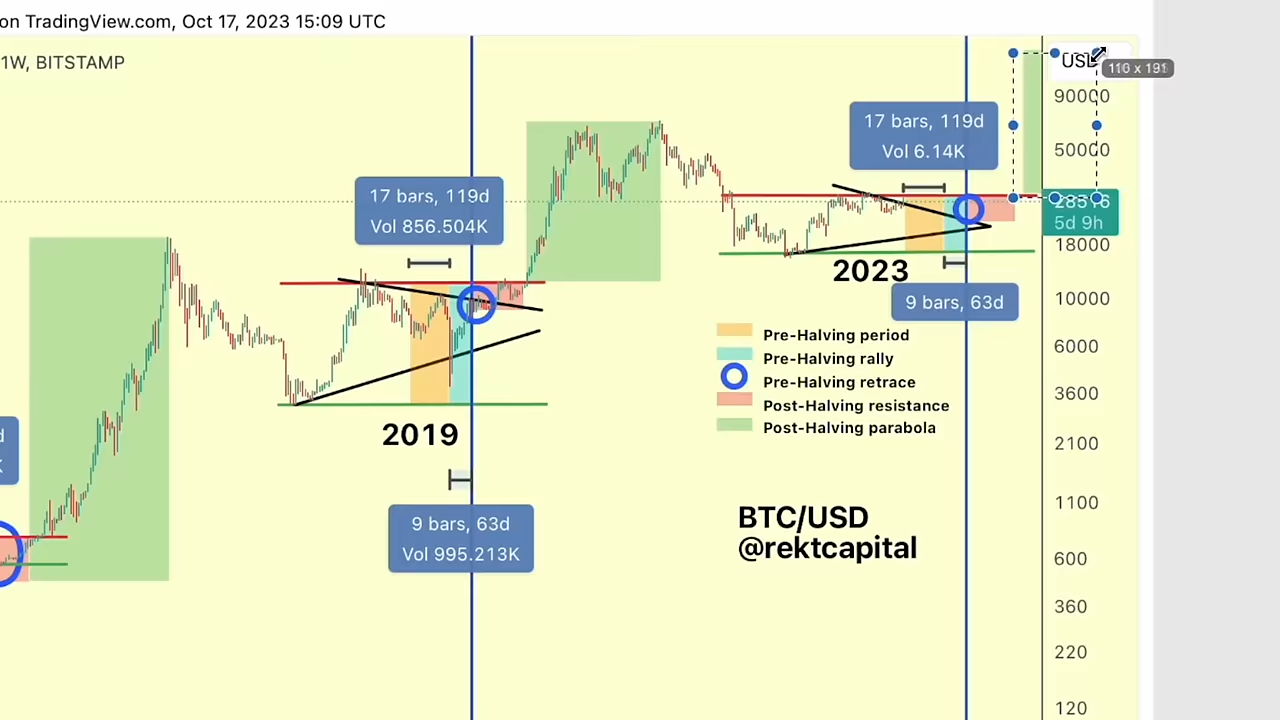 on TradingView.com, Oct 17, 2023 15:09 UTC
1W, BITSTAMP
USD
90000
50000
5d 9h
18000
10000
6000
3600
2100
1100
600
360
220
120
17 bars, 119d
Vol 856.504K
2019
9 bars, 63d
Vol 995.213K
17 bars, 119d
Vol 6.14K
2023
9 bars, 63d
Pre-Halving period
Pre-Halving rally
Pre-Halving retrace
Post-Halving resistance
Post-Halving parabola
BTC/USD
@rektcapital